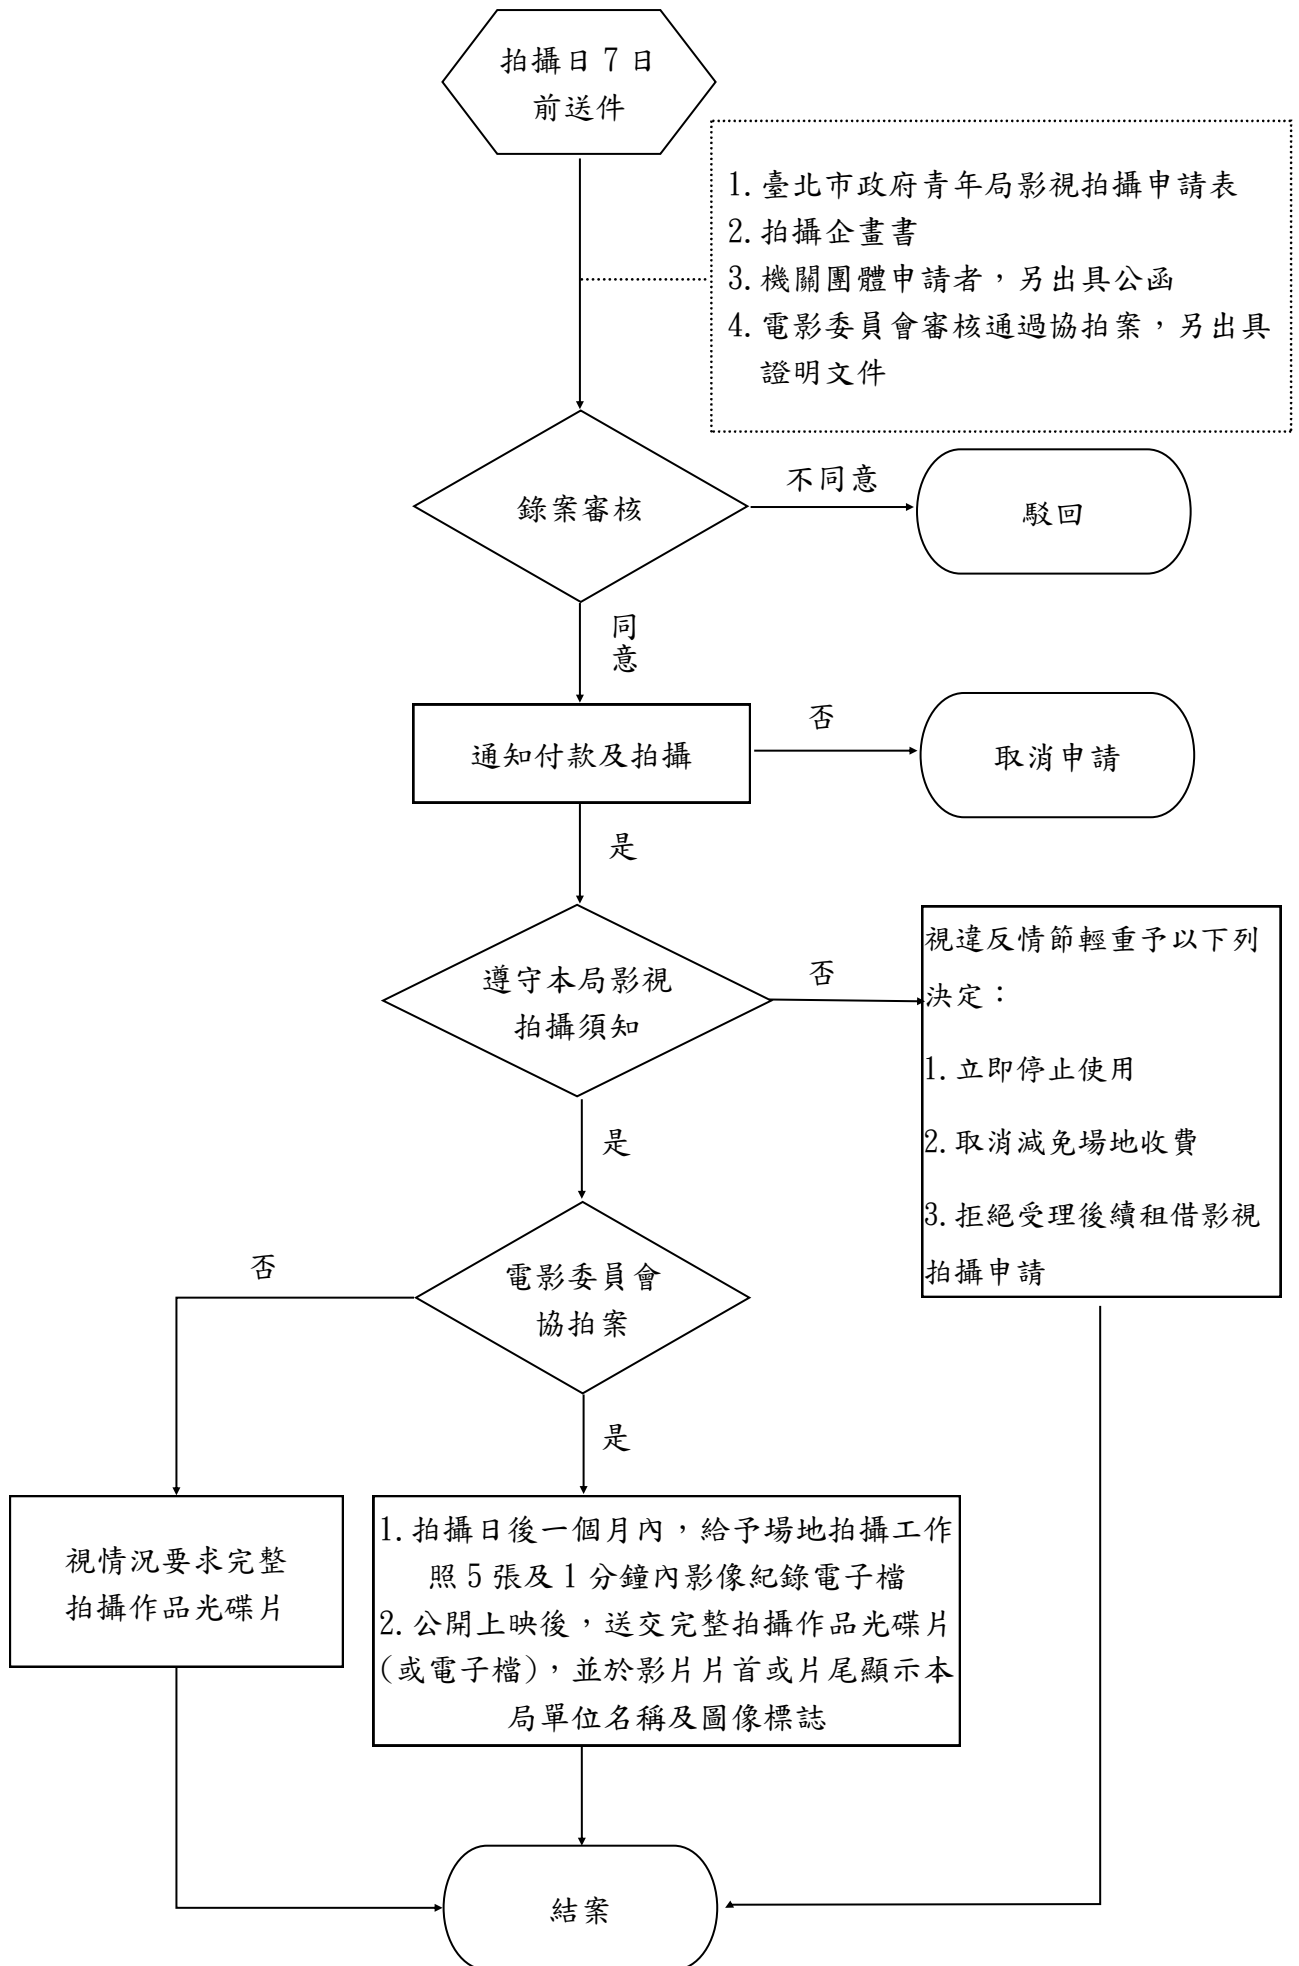 拍攝日 7 日
前送件
1.臺北市政府青年局影視拍攝申請表
2.拍攝企畫書
3.機關團體申請者，另出具公函
4.電影委員會審核通過協拍案，另出具
證明文件
錄案審核
不同意
駁回
同
意
通知付款及拍攝
否
取消申請
是
遵守本局影視
拍攝須知
否
視違反情節輕重予以下列
決定：
1.立即停止使用
2.取消減免場地收費
3.拒絕受理後續租借影視
拍攝申請
是
電影委員會
協拍案
否
是
視情況要求完整
拍攝作品光碟片
1.拍攝日後一個月內，給予場地拍攝工作
照 5 張及 1 分鐘內影像紀錄電子檔
2.公開上映後，送交完整拍攝作品光碟片
(或電子檔)，並於影片片首或片尾顯示本
局單位名稱及圖像標誌
結案